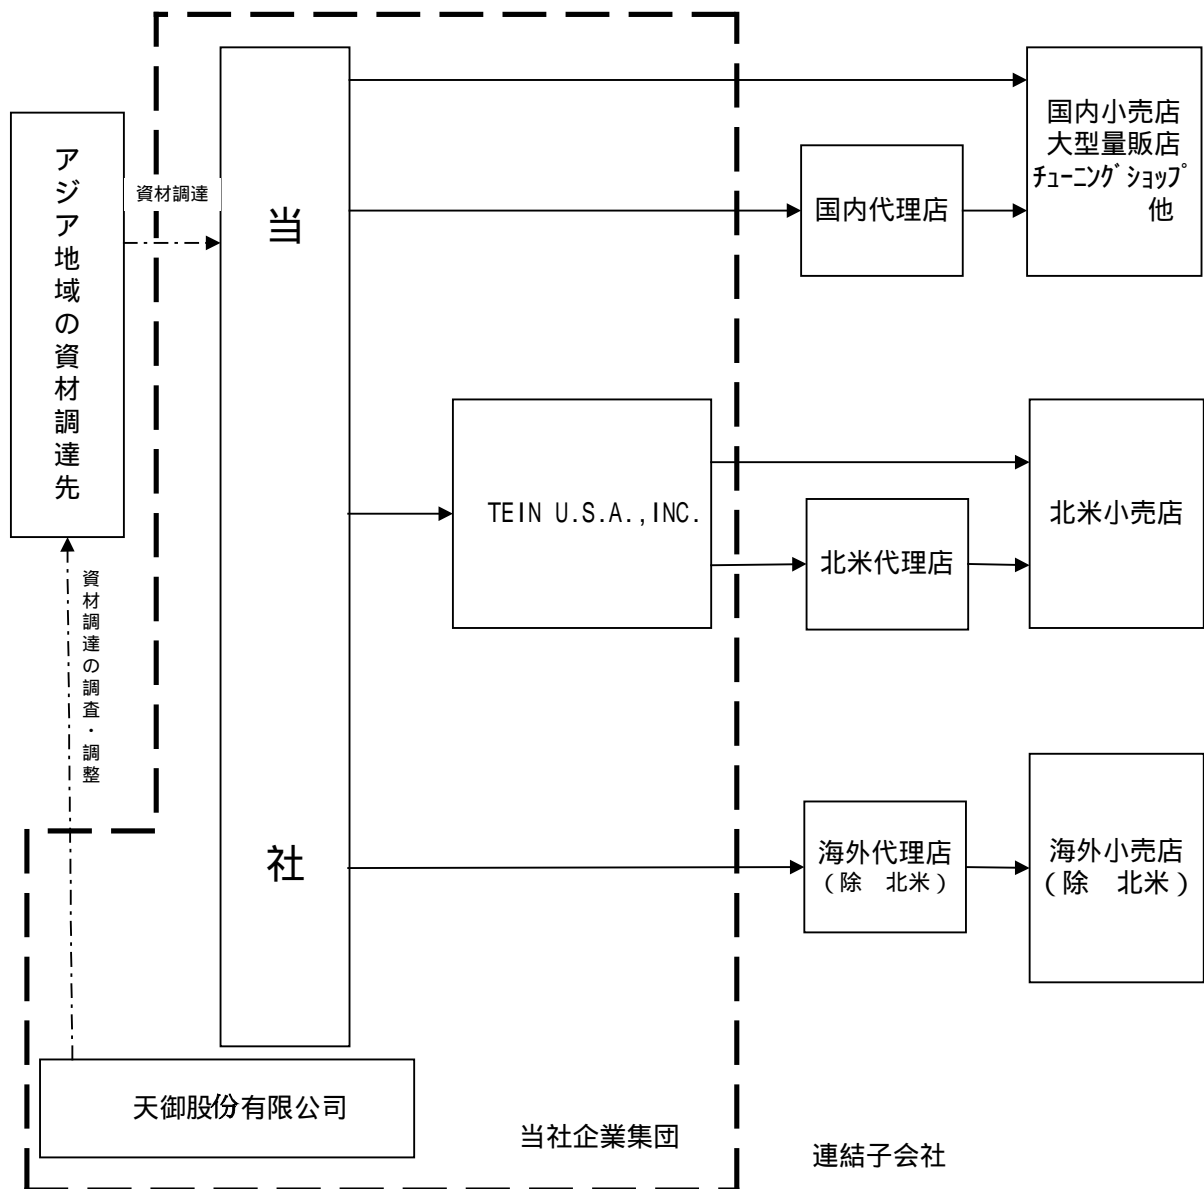 国内小売店
大型量販店
ﾁｭｰﾆﾝｸﾞｼｮｯﾌﾟ
他
国内代理店
アジア地域の資材調達先
資材調達
当社
TEIN U.S.A.,INC.
北米代理店
北米小売店
資材調達の調査・調整
海外代理店
(除　北米)
海外小売店
(除　北米)
天御股份有限公司
当社企業集団
連結子会社